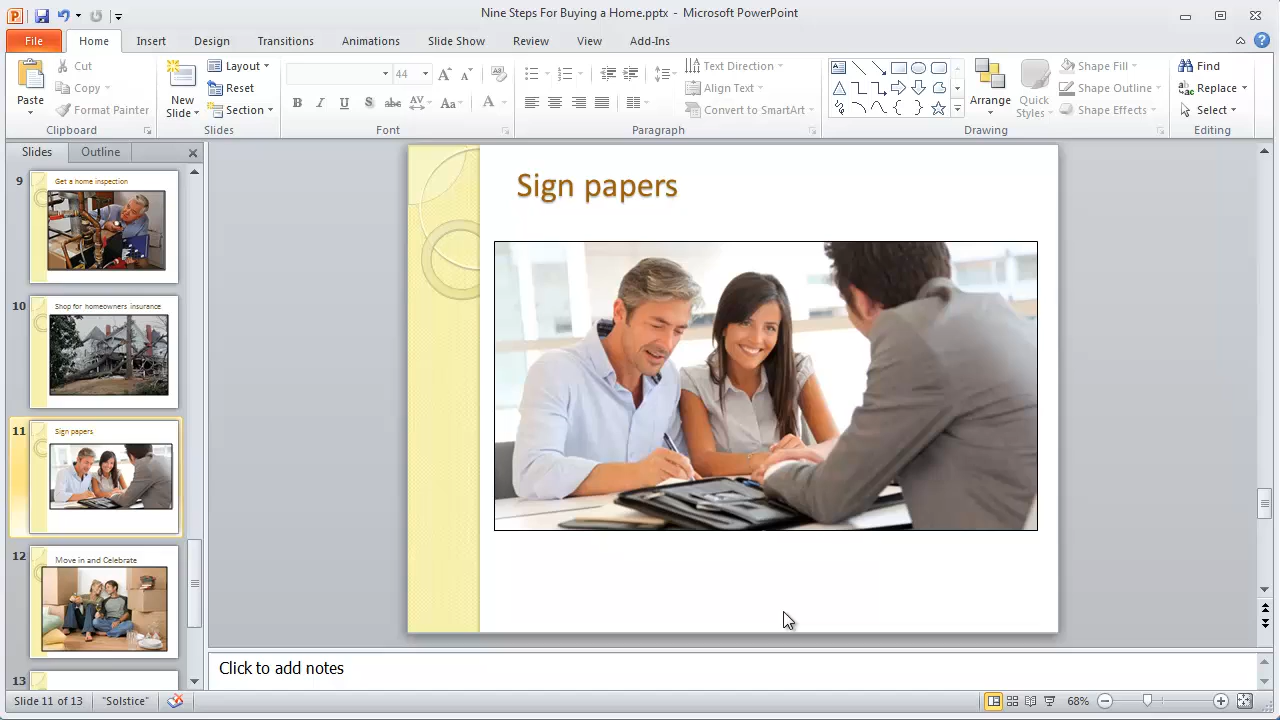 Nine Steps For Buying a Home.pptx - Microsoft PowerPoint
File Home Insert Design Transitions Animations Slide Show Review View Add-Ins
Paste
Cut
Copy
Format Painter
Clipboard
New Slide
Layout
Reset
Section
Slides
44
Font
Text Direction
Align Text
Convert to SmartArt
Paragraph
Arrange
Quick Styles
Shape Fill
Shape Outline
Shape Effects
Drawing
Find
Replace
Select
Editing
Slides Outline
9
Get a home inspection
10
Shop for homeowners insurance
11
Sign papers
12
Move in and Celebrate
13
Sign papers
Click to add notes
Slide 11 of 13 "Solstice" 68%